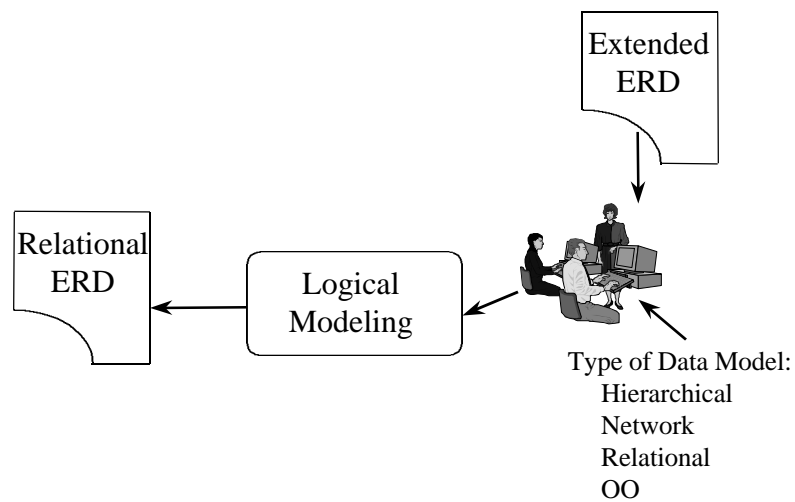 Extended
ERD
Relational
ERD
Logical
Modeling
Type of Data Model:
Hierarchical
Network
Relational
OO